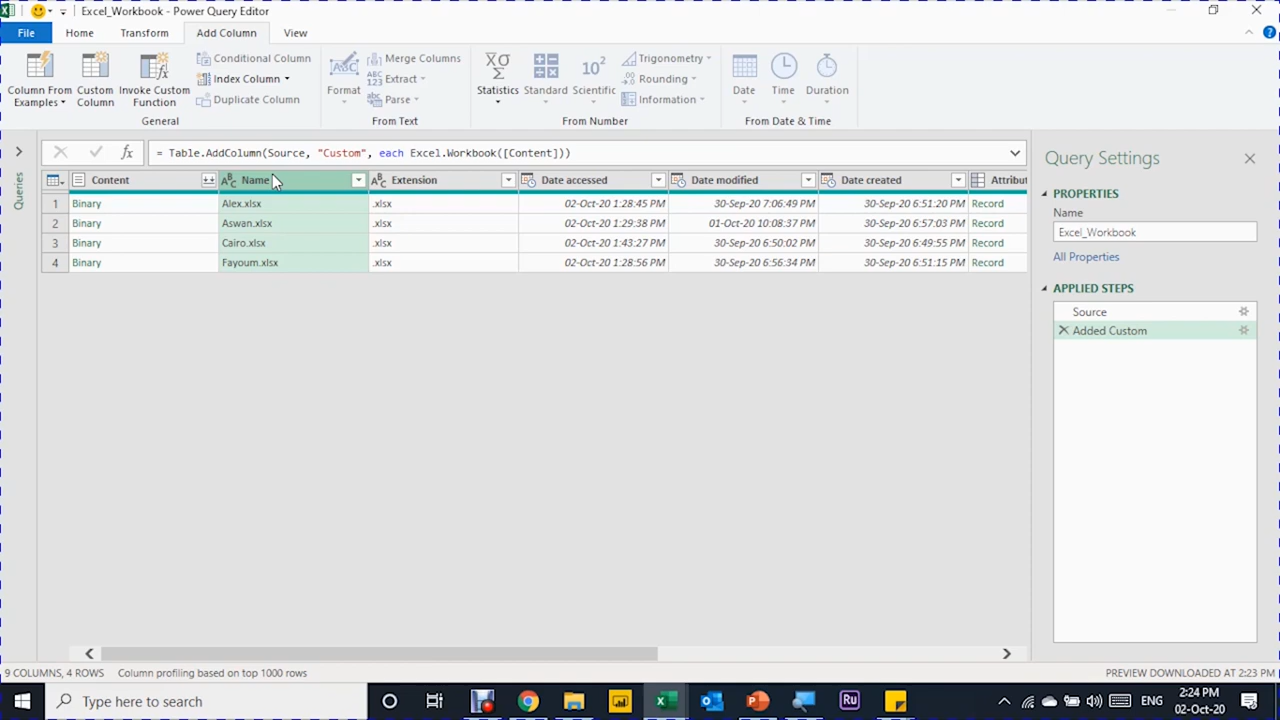 Excel_Workbook - Power Query Editor
File
Home
Transform
Add Column
View
Column From
Examples
Custom
Column
Invoke Custom
Function
Conditional Column
Index Column
Duplicate Column
General
Format
ABC
Merge Columns
ABC
123
Extract
abc
Parse
From Text
XΣ
σ
Statistics
Standard
10²
Scientific
Trigonometry
Rounding
.00
Information
From Number
Date
Time
Duration
From Date & Time
fx
= Table.AddColumn(Source, "Custom", each Excel.Workbook([Content]))
Queries
Content
ABC Name
ABC Extension
Date accessed
Date modified
Date created
Attribut
1 Binary Alex.xlsx .xlsx 02-Oct-20 1:28:45 PM 30-Sep-20 7:06:49 PM 30-Sep-20 6:51:20 PM Record
2 Binary Aswan.xlsx .xlsx 02-Oct-20 1:29:38 PM 01-Oct-20 10:08:37 PM 30-Sep-20 6:57:03 PM Record
3 Binary Cairo.xlsx .xlsx 02-Oct-20 1:43:27 PM 30-Sep-20 6:50:02 PM 30-Sep-20 6:49:55 PM Record
4 Binary Fayoum.xlsx .xlsx 02-Oct-20 1:28:56 PM 30-Sep-20 6:56:34 PM 30-Sep-20 6:51:15 PM Record
Query Settings
PROPERTIES
Name
Excel_Workbook
All Properties
APPLIED STEPS
Source
Added Custom
9 COLUMNS, 4 ROWS
Column profiling based on top 1000 rows
PREVIEW DOWNLOADED AT 2:23 PM
Type here to search
Ru
ENG
2:24 PM
02-Oct-20